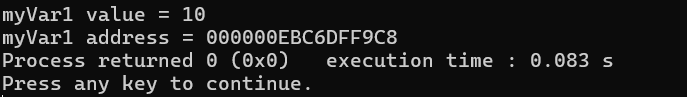 myVar1 value = 10
myVar1 address = 000000EBC6DFF9C8
Process returned 0 (0x0)   execution time : 0.083 s
Press any key to continue.